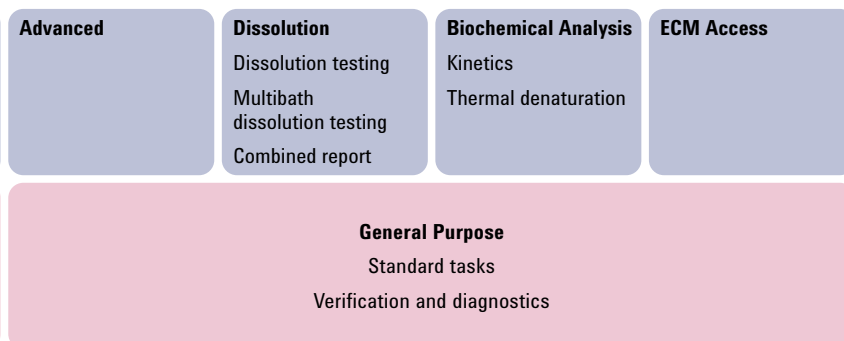 Advanced
Dissolution
Dissolution testing
Multibath
dissolution testing
Combined report
Biochemical Analysis
Kinetics
Thermal denaturation
ECM Access
General Purpose
Standard tasks
Verification and diagnostics